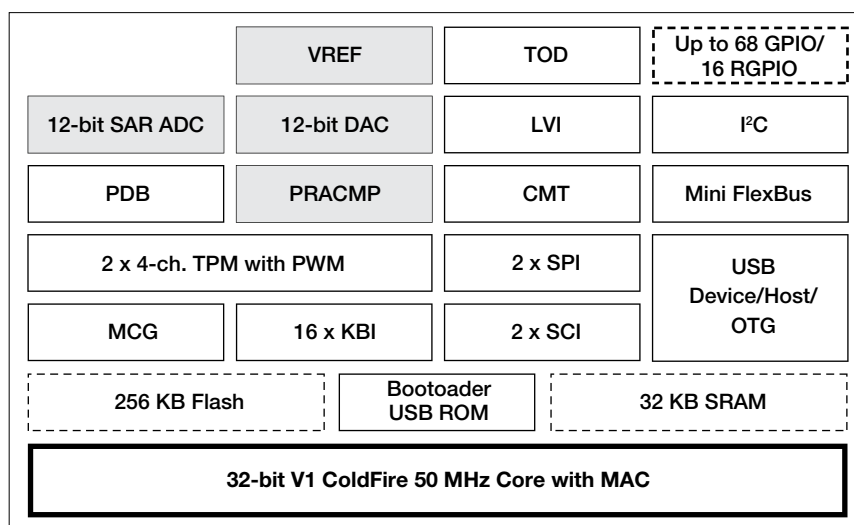 VREF
TOD
Up to 68 GPIO/
16 RGPIO
12-bit SAR ADC
12-bit DAC
LVI
I²C
PDB
PRACMP
CMT
Mini FlexBus
2 x 4-ch. TPM with PWM
2 x SPI
USB
Device/Host/
OTG
MCG
16 x KBI
2 x SCI
256 KB Flash
Bootoader
USB ROM
32 KB SRAM
32-bit V1 ColdFire 50 MHz Core with MAC